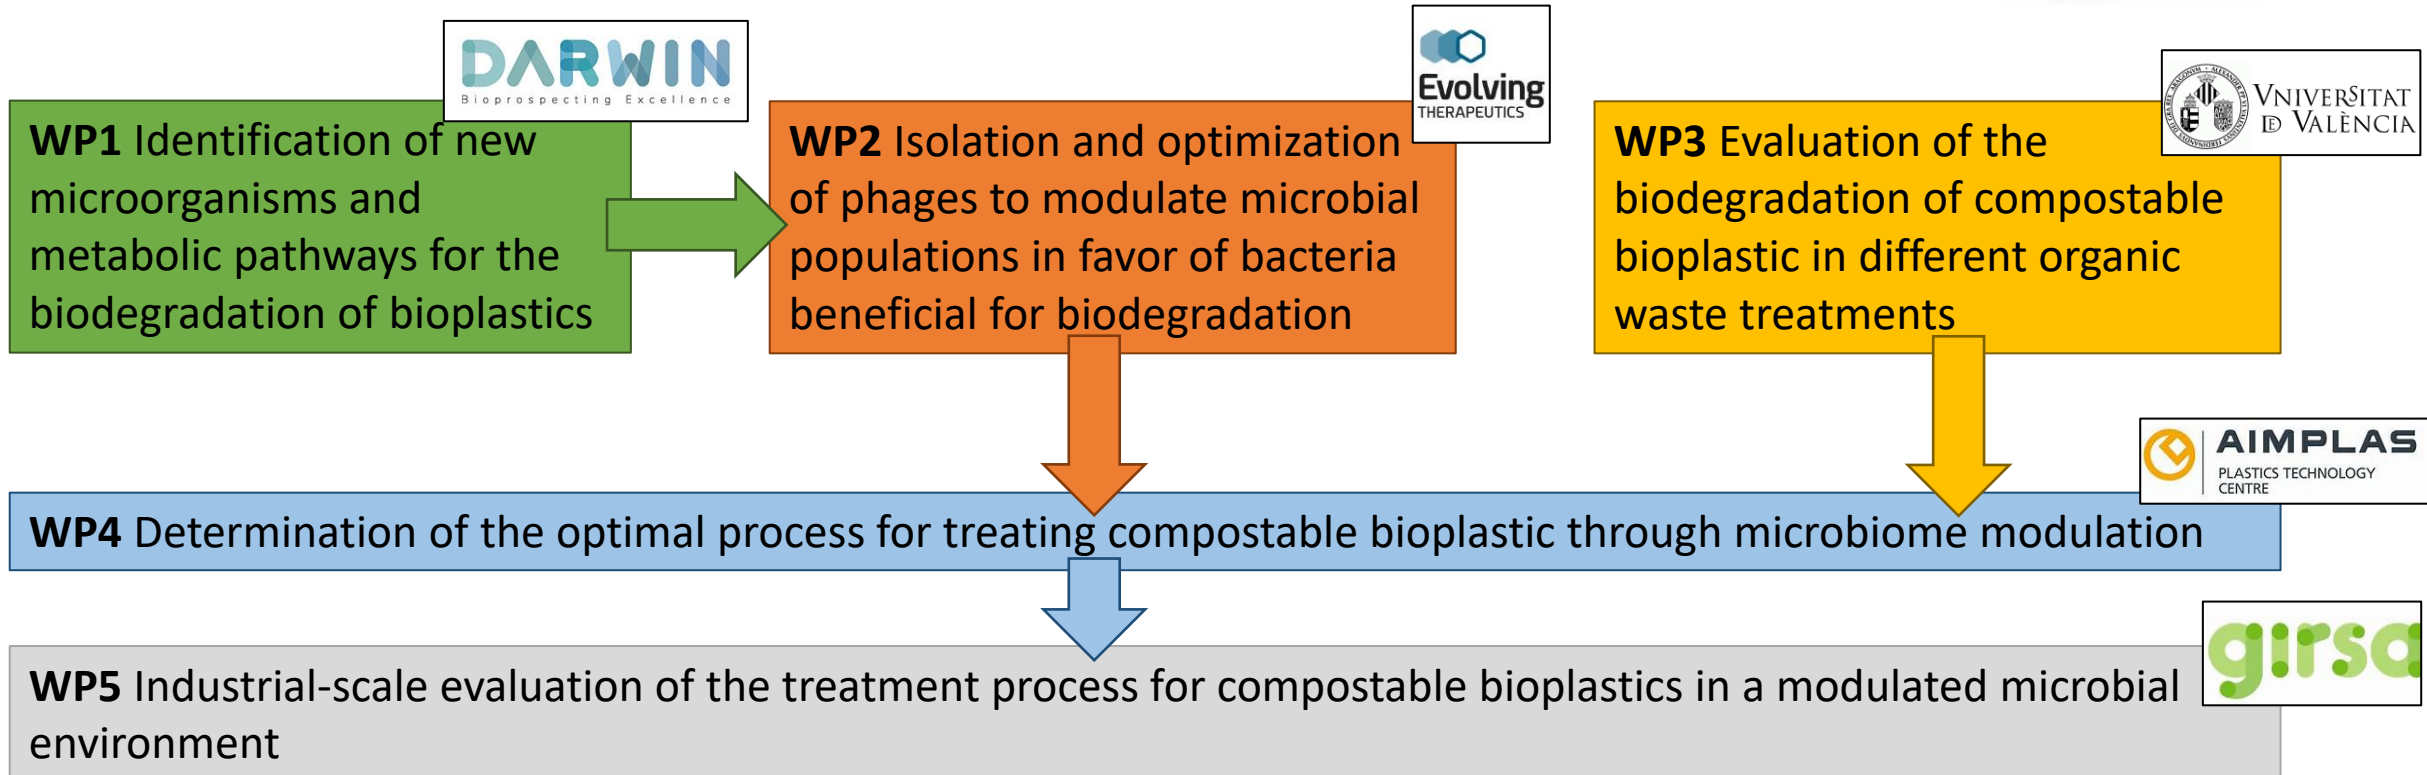 DARWIN
Bioprospecting Excellence
Evolving
THERAPEUTICS
VNIVERSITAT
DE VALÈNCIA
WP1 Identification of new
microorganisms and
metabolic pathways for the
biodegradation of bioplastics
WP2 Isolation and optimization
of phages to modulate microbial
populations in favor of bacteria
beneficial for biodegradation
WP3 Evaluation of the
biodegradation of compostable
bioplastic in different organic
waste treatments
AIMPLAS
PLASTICS TECHNOLOGY
CENTRE
WP4 Determination of the optimal process for treating compostable bioplastic through microbiome modulation
girsa
WP5 Industrial-scale evaluation of the treatment process for compostable bioplastics in a modulated microbial
environment